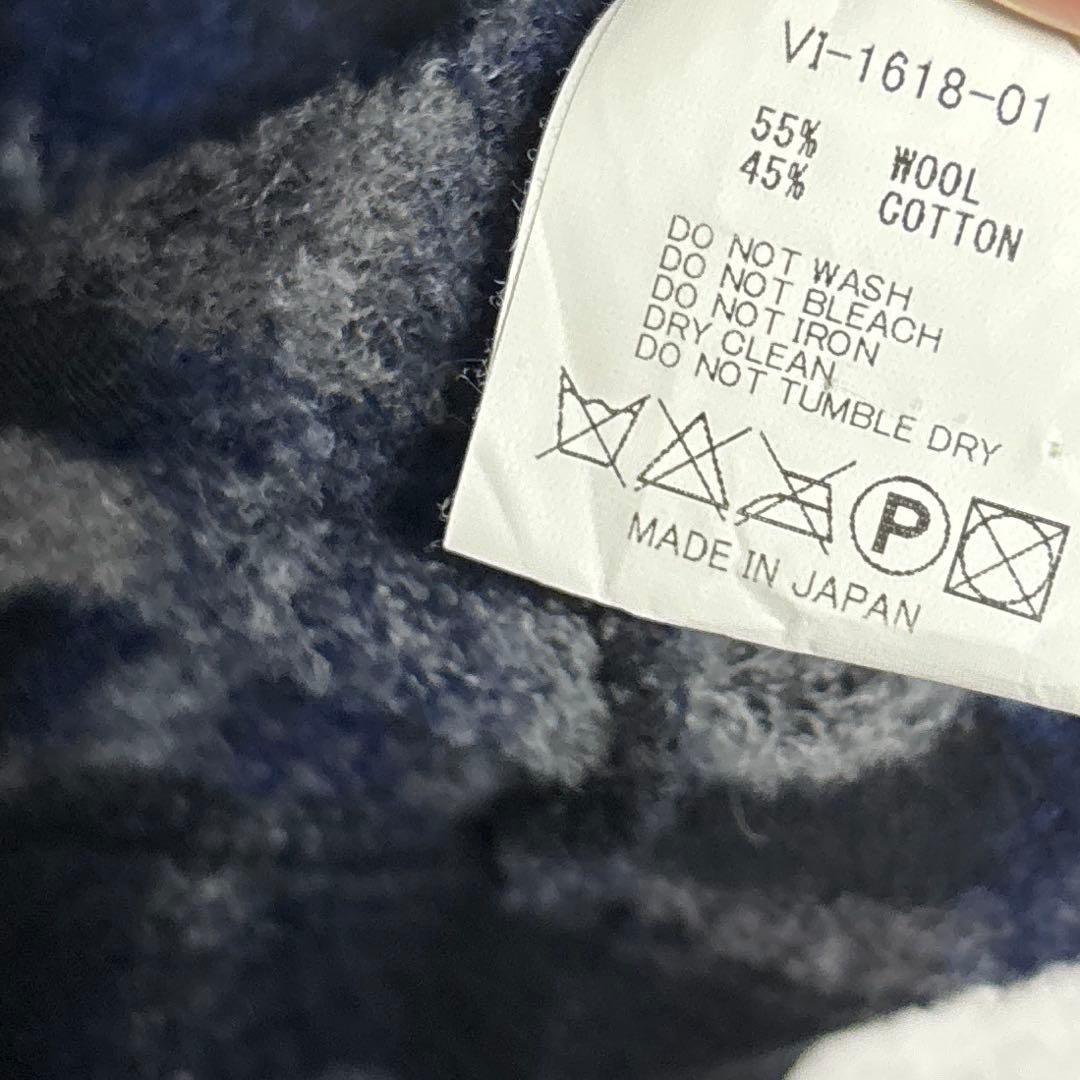 VI-1618-01
55% WOOL
45% COTTON
DO NOT WASH
DO NOT BLEACH
DO NOT IRON
DRY CLEAN
DO NOT TUMBLE DRY
P
MADE IN JAPAN